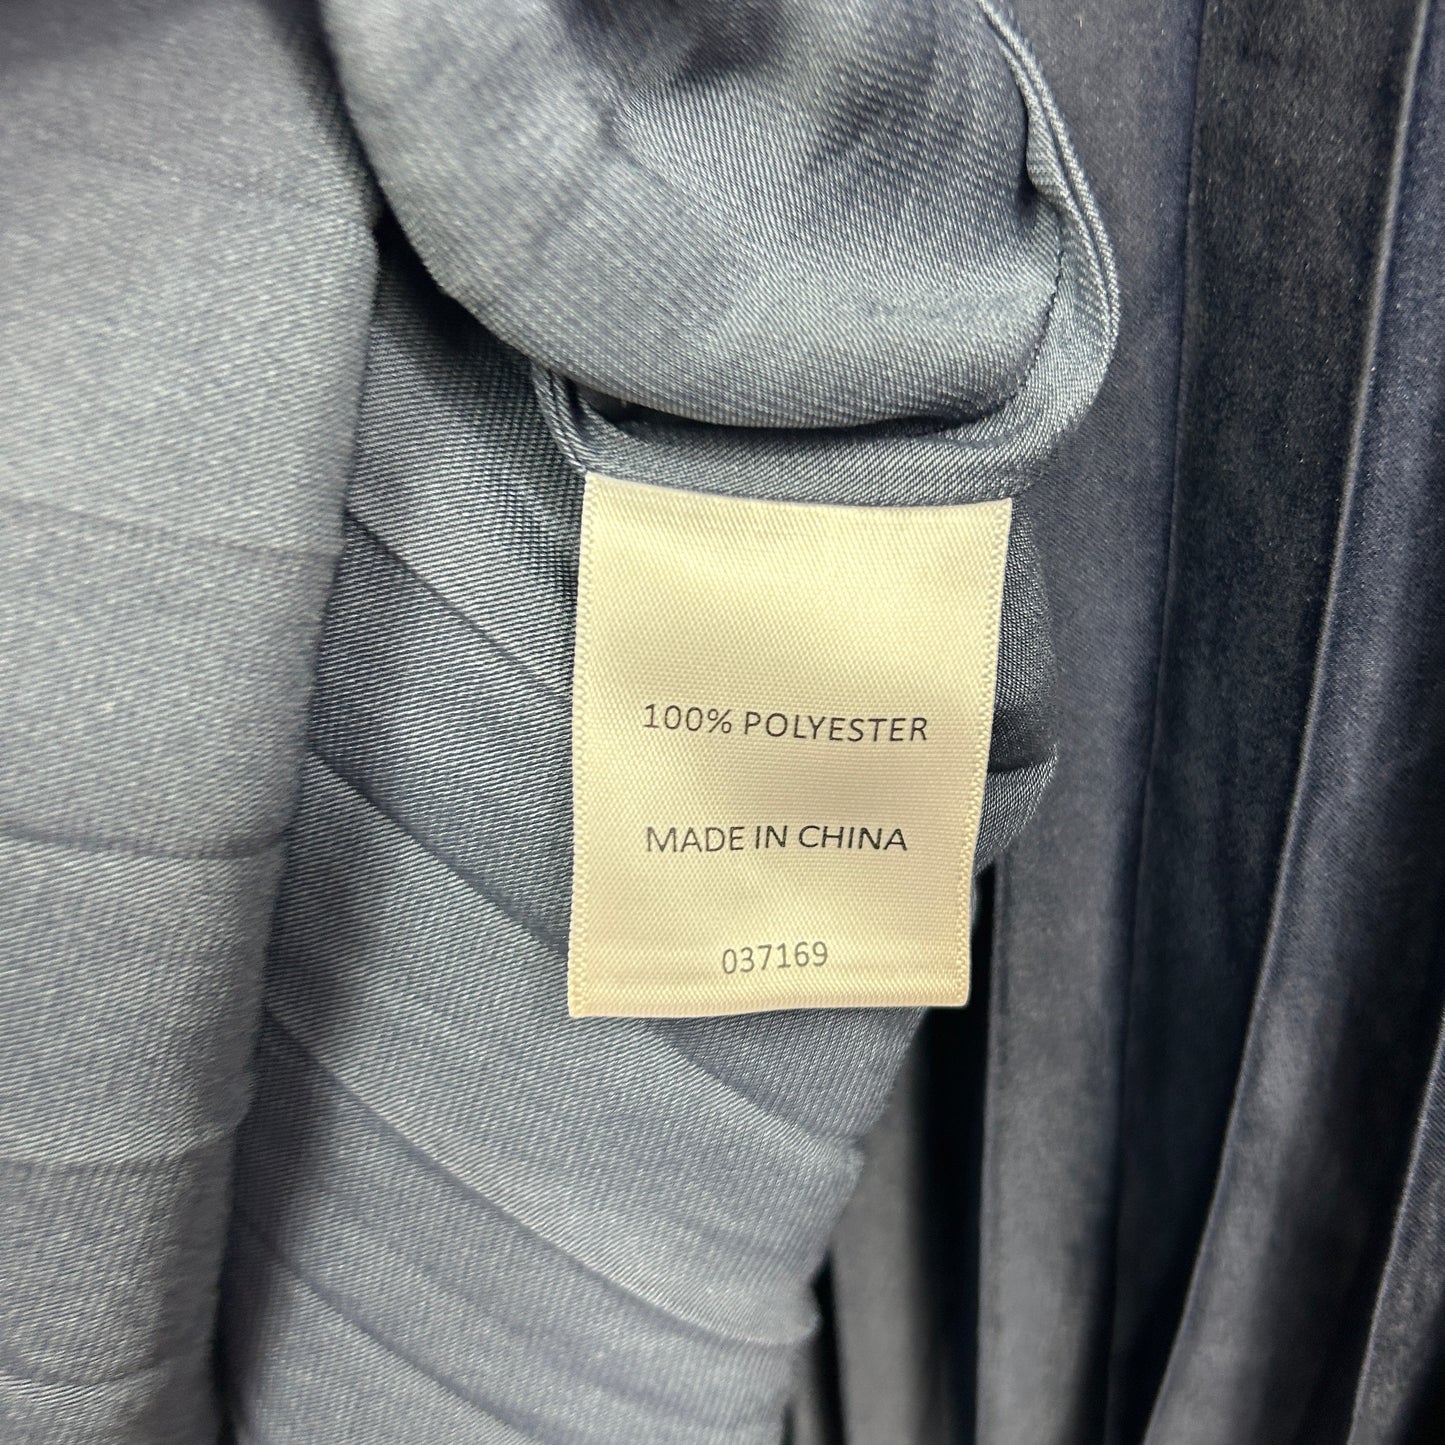 100% POLYESTER
MADE IN CHINA
037169